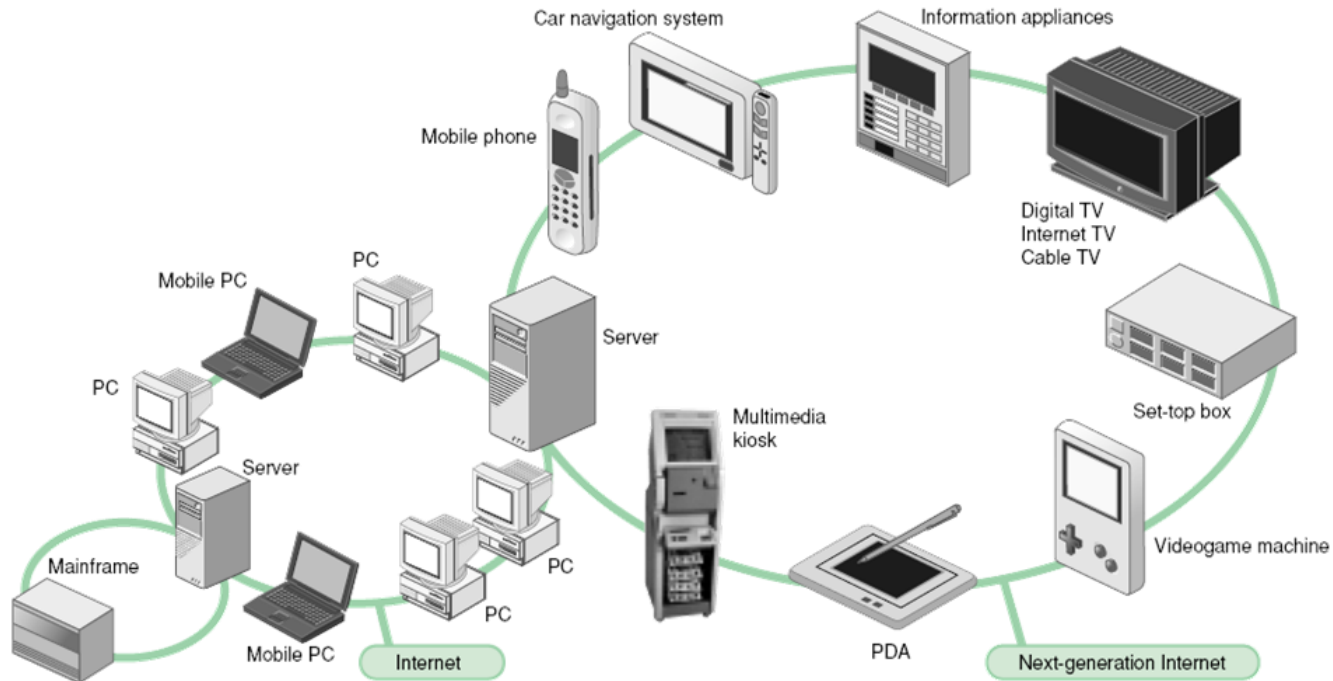 Car navigation system
Information appliances
Mobile phone
Digital TV
Internet TV
Cable TV
PC
Mobile PC
Server
PC
Set-top box
Multimedia
kiosk
Server
Videogame machine
Mainframe
PC
PC
Mobile PC
Internet
PDA
Next-generation Internet